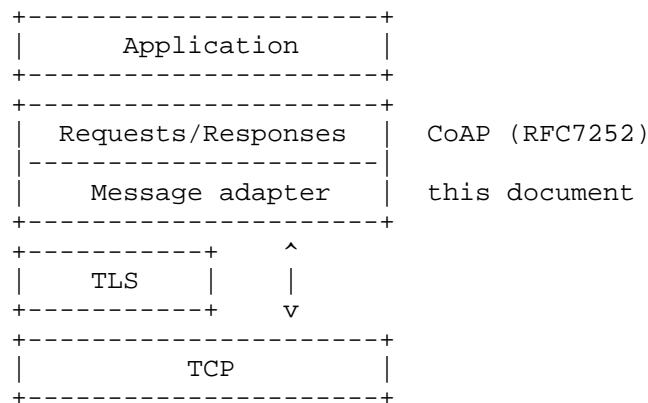 Application
Requests/Responses CoAP (RFC7252)
Message adapter this document
TLS
TCP